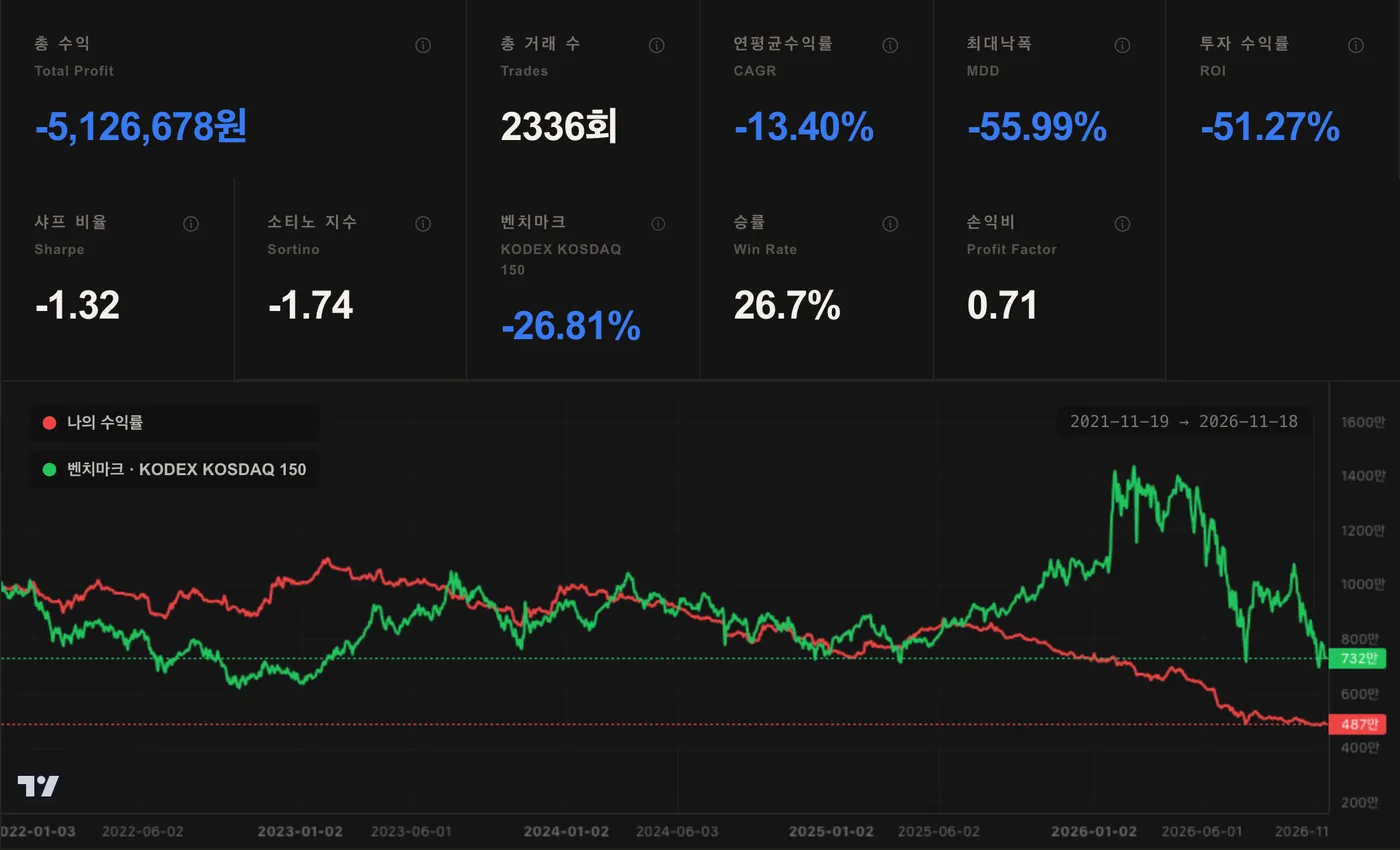 총 수익
Total Profit
-5,126,678원
총 거래 수
Trades
2336회
연평균수익률
CAGR
-13.40%
최대낙폭
MDD
-55.99%
투자 수익률
ROI
-51.27%
샤프 비율
Sharpe
-1.32
소티노 지수
Sortino
-1.74
벤치마크
KODEX KOSDAQ
150
-26.81%
승률
Win Rate
26.7%
손익비
Profit Factor
0.71
나의 수익률
벤치마크 · KODEX KOSDAQ 150
2021-11-19 → 2026-11-18
1600만
1400만
1200만
1000만
800만
732만
600만
487만
400만
200만
022-01-03 2022-06-02 2023-01-02 2023-06-01 2024-01-02 2024-06-03 2025-01-02 2025-06-02 2026-01-02 2026-06-01 2026-11